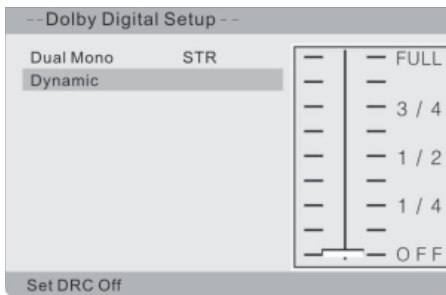 --Dolby Digital Setup--
Dual Mono STR
Dynamic
FULL
3 / 4
1 / 2
1 / 4
OFF
Set DRC Off